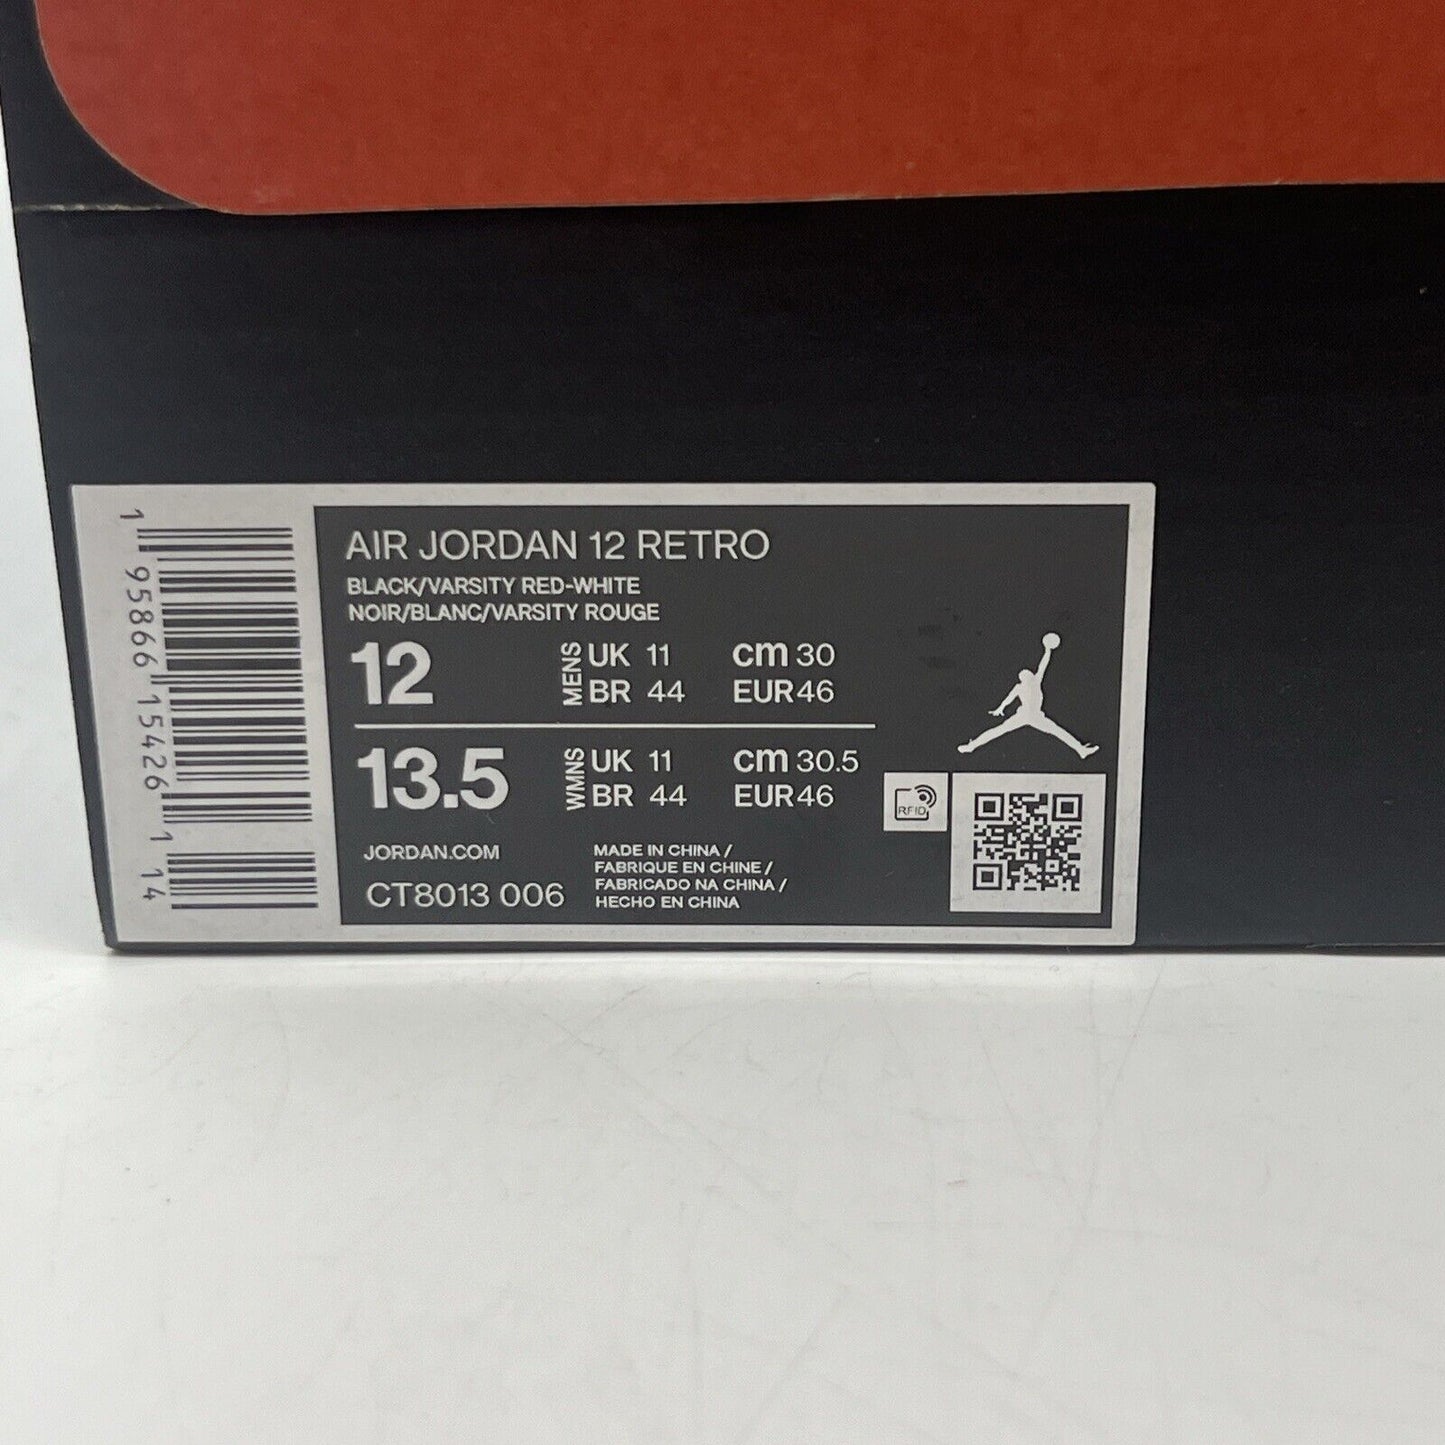 AIR JORDAN 12 RETRO
BLACK/VARSITY RED-WHITE
NOIR/BLANC/VARSITY ROUGE
12 MENS UK 11 cm 30
BR 44 EUR 46
13.5 WMNS UK 11 cm 30.5
BR 44 EUR 46
JORDAN.COM
CT8013 006
MADE IN CHINA /
FABRIQUE EN CHINE /
FABRICADO NA CHINA /
HECHO EN CHINA
RFID
1 95866 15426 1 14